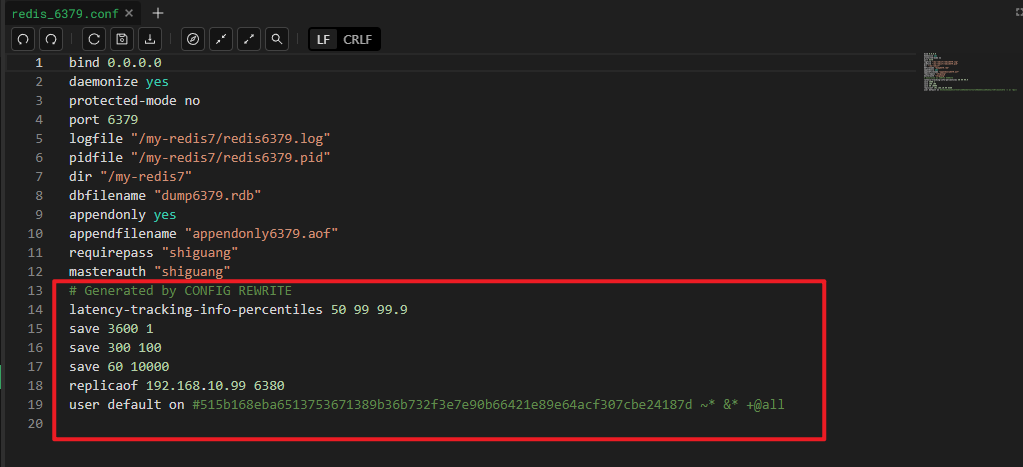 redis_6379.conf
LF CRLF
1 bind 0.0.0.0
2 daemonize yes
3 protected-mode no
4 port 6379
5 logfile "/my-redis7/redis6379.log"
6 pidfile "/my-redis7/redis6379.pid"
7 dir "/my-redis7"
8 dbfilename "dump6379.rdb"
9 appendonly yes
10 appendfilename "appendonly6379.aof"
11 requirepass "shiguang"
12 masterauth "shiguang"
13 # Generated by CONFIG REWRITE
14 latency-tracking-info-percentiles 50 99 99.9
15 save 3600 1
16 save 300 100
17 save 60 10000
18 replicaof 192.168.10.99 6380
19 user default on #515b168eba6513753671389b36b732f3e7e90b66421e89e64acf307cbe24187d ~* &* +@all
20